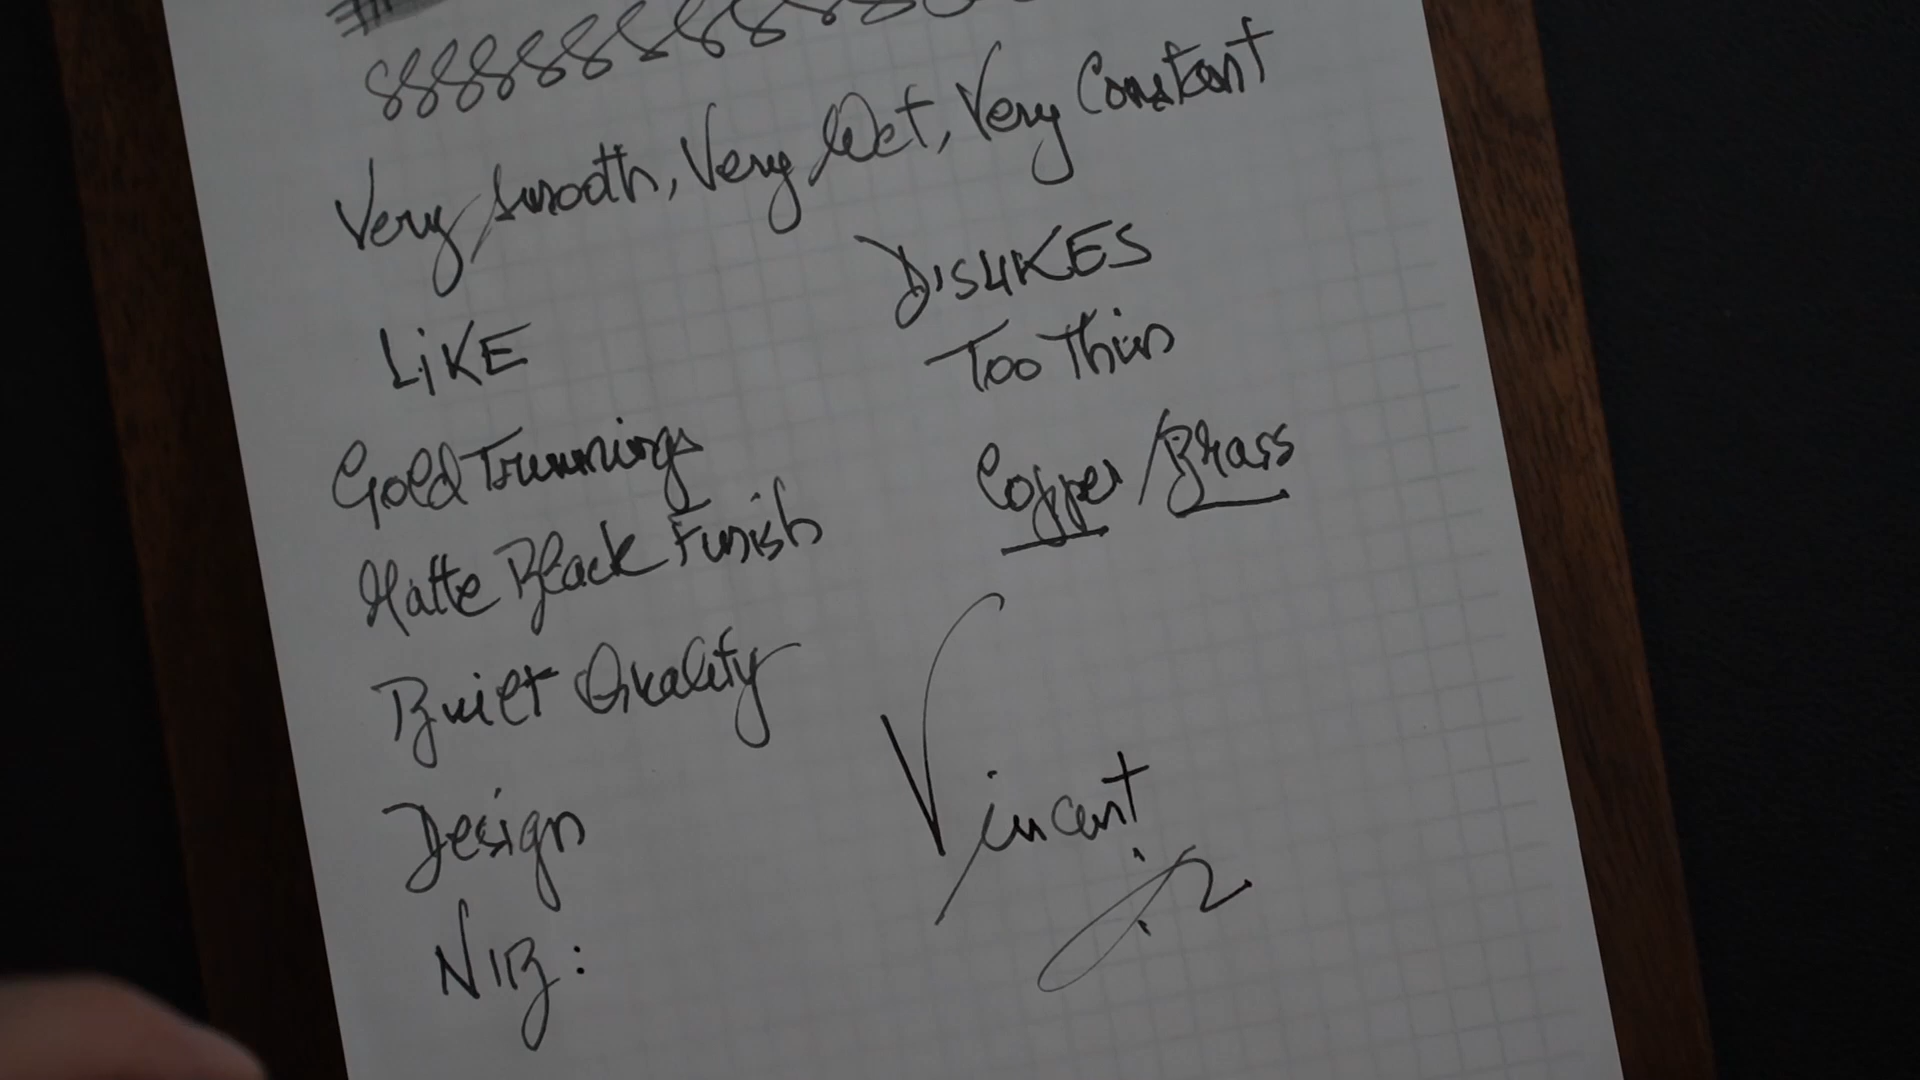 888888888888
Very Smooth, Very Wet, Very Constant
LiKE
Gold Trimmings
Matte Black Finish
Built Quality
Design
NIB:
DISLIKES
Too Thin
Copper/Brass
Vincent